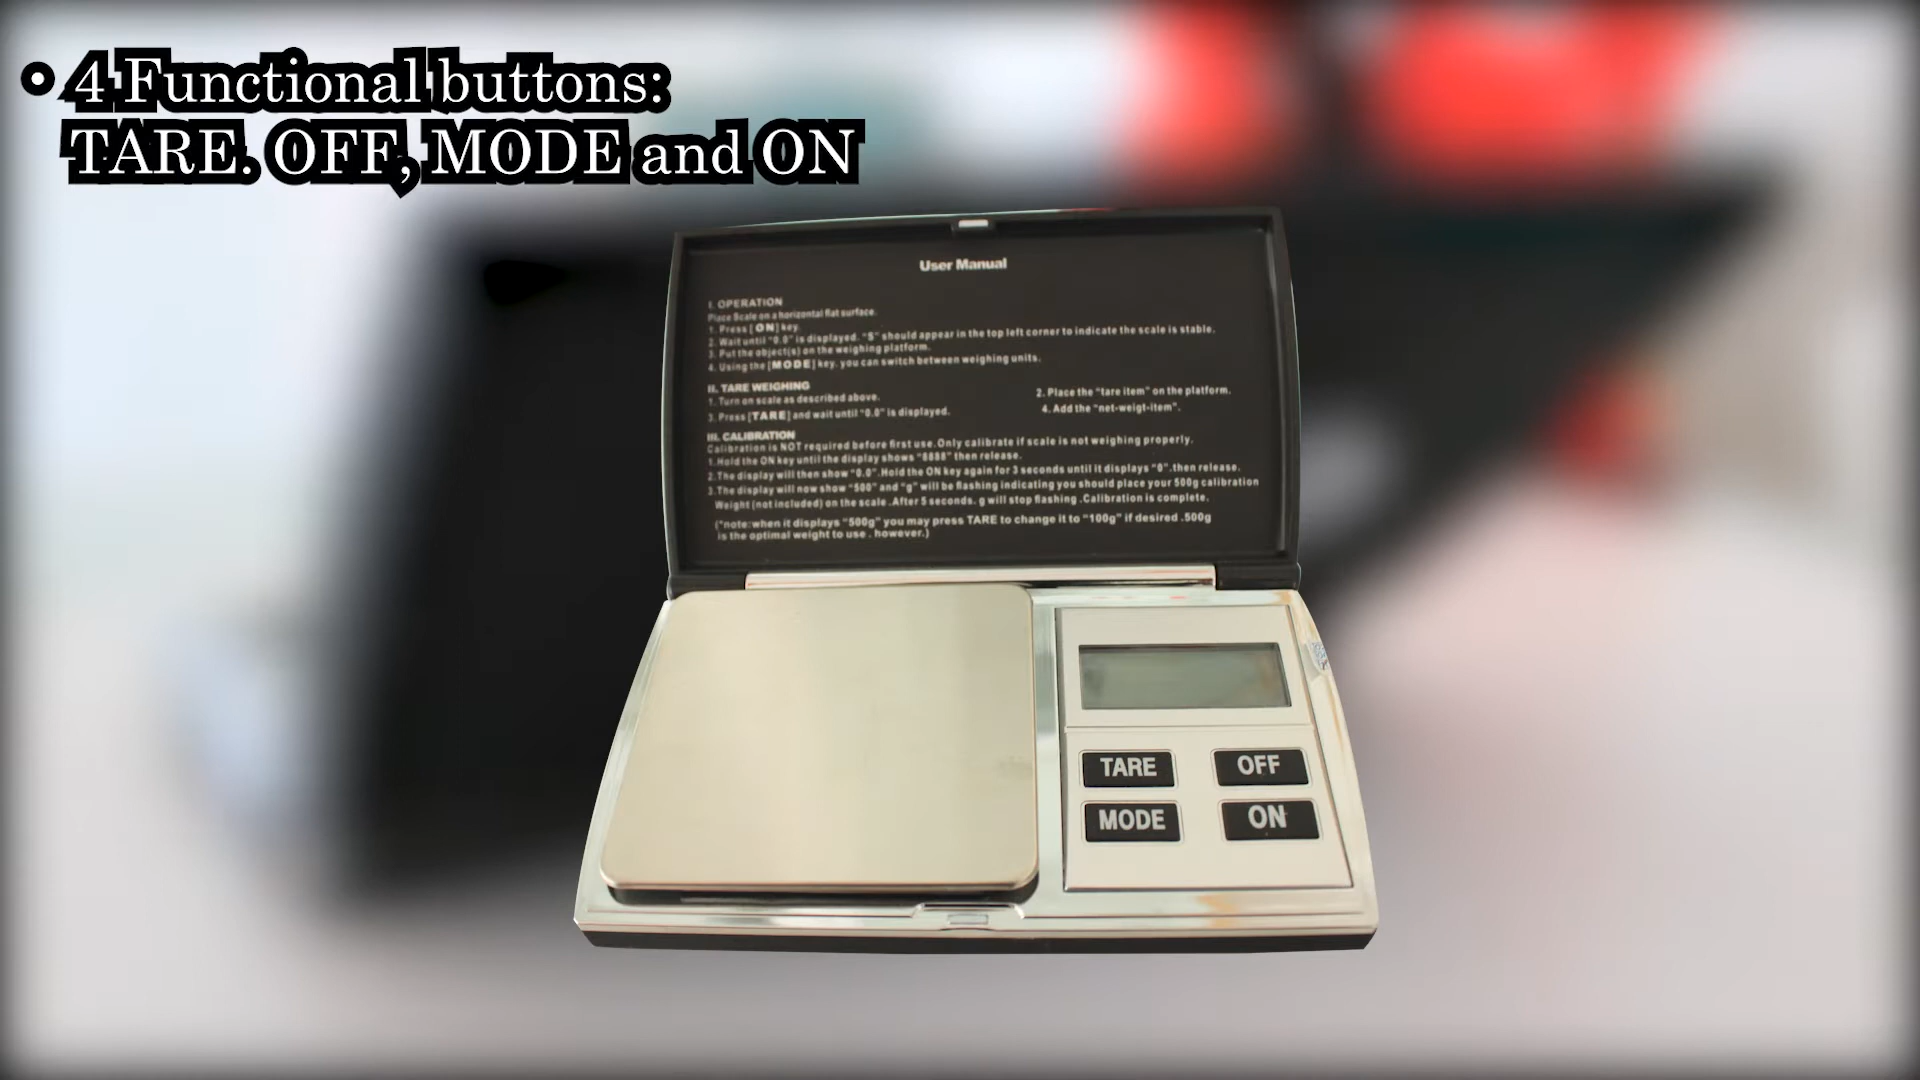 • 4 Functional buttons:
TARE. OFF, MODE and ON
User Manual
I. OPERATION
Place Scale on a horizontal flat surface.
1. Press [ON] key.
2. Wait until "0.0" is displayed. "S" should appear in the top left corner to indicate the scale is stable.
3. Put the object(s) on the weighing platform.
4. Using the [MODE] key. you can switch between weighing units.
II. TARE WEIGHING
1. Turn on scale as described above.
2. Place the "tare item" on the platform.
3. Press [TARE] and wait until "0.0" is displayed.
4. Add the "net-weigt-item".
III. CALIBRATION
Calibration is NOT required before first use. Only calibrate if scale is not weighing properly.
1. Hold the ON key until the display shows "8888" then release.
2. The display will then show "0.0". Hold the ON key again for 3 seconds until it displays "0". then release.
3. The display will now show "500" and "g" will be flashing indicating you should place your 500g calibration
Weight (not included) on the scale . After 5 seconds. g will stop flashing . Calibration is complete.
(*note: when it displays "500g" you may press TARE to change it to "100g" if desired .500g
is the optimal weight to use . however.)
TARE OFF
MODE ON